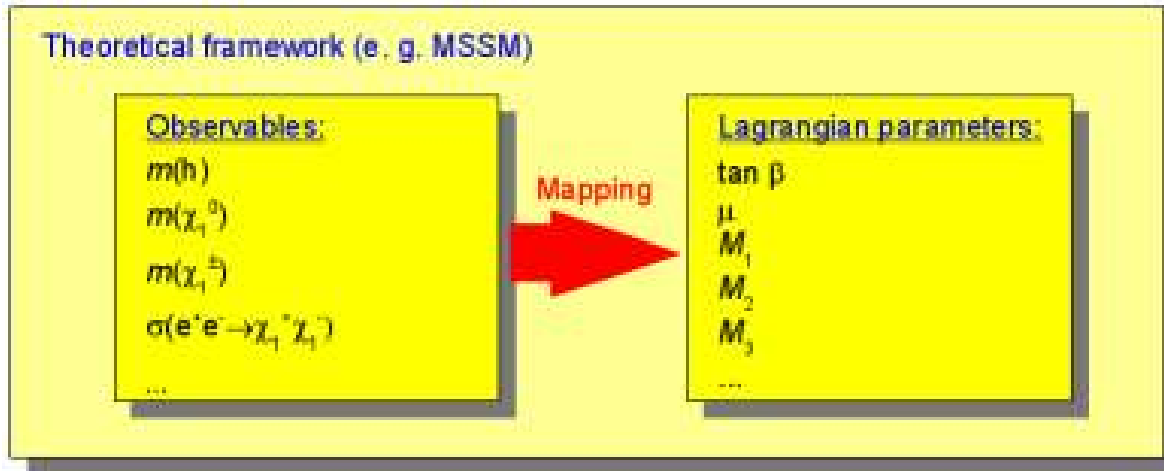 Theoretical framework (e. g. MSSM)
Observables:
m(h)
m(χ₁⁰)
m(χ₁±)
σ(e⁺e⁻→χ₁⁺χ₁⁻)
...
Mapping
Lagrangian parameters:
tan β
μ
M₁
M₂
M₃
...